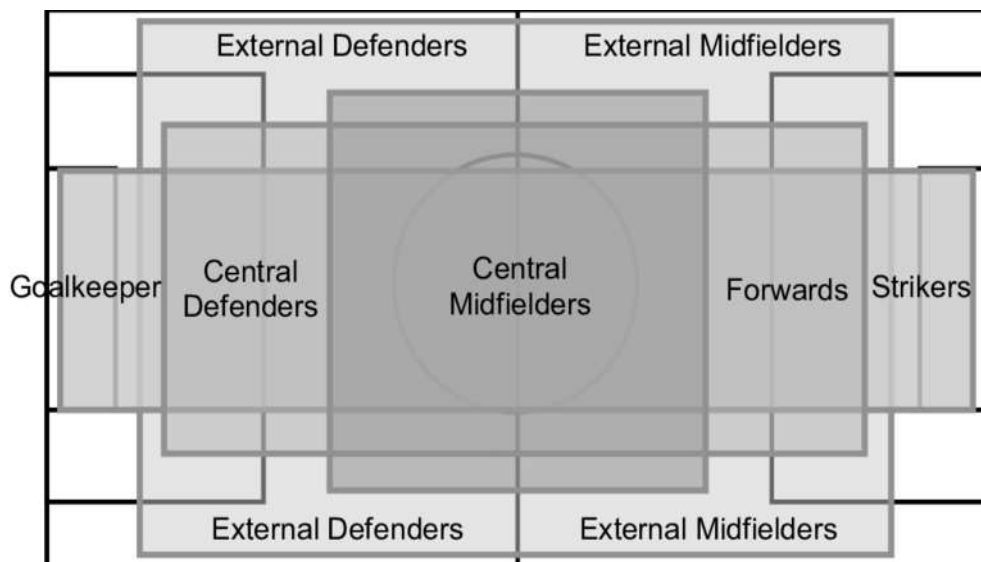 External Defenders
External Midfielders
Goalkeeper
Central
Defenders
Central
Midfielders
Forwards
Strikers
External Defenders
External Midfielders